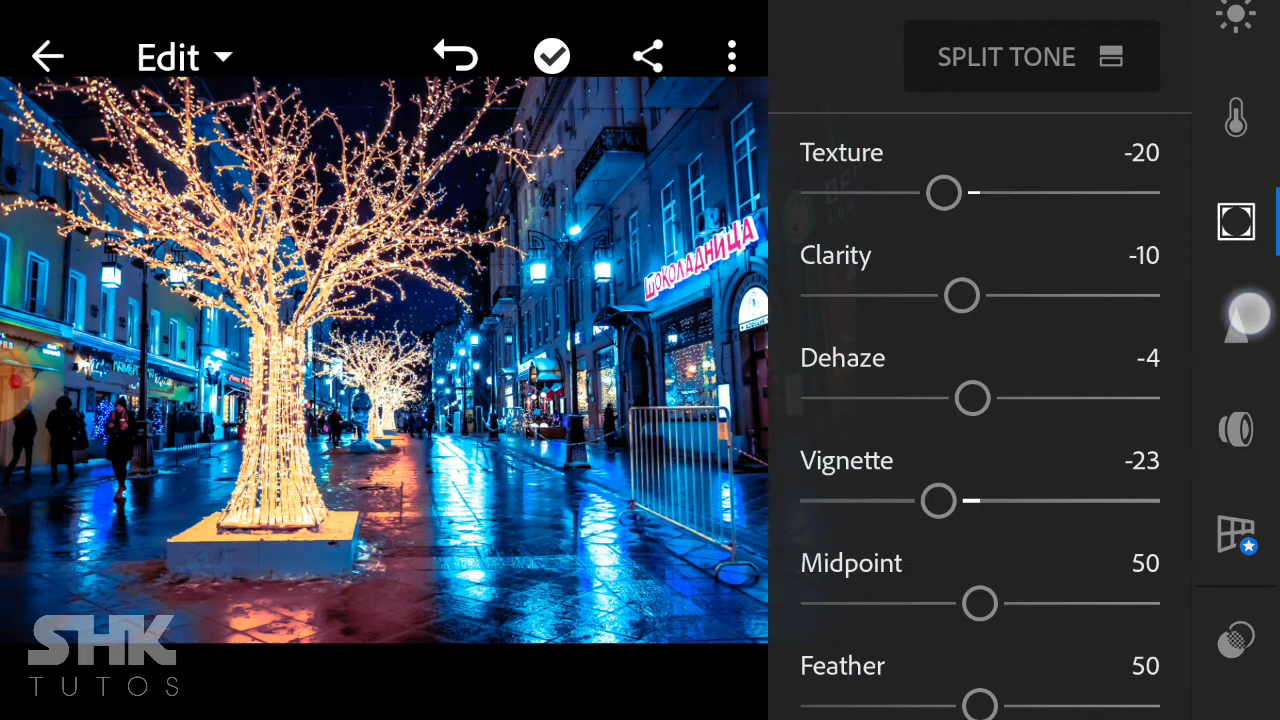 Edit
SPLIT TONE
Texture -20
Clarity -10
Dehaze -4
Vignette -23
Midpoint 50
Feather 50
ШОКОЛАДНИЦА
SHK
TUTOS